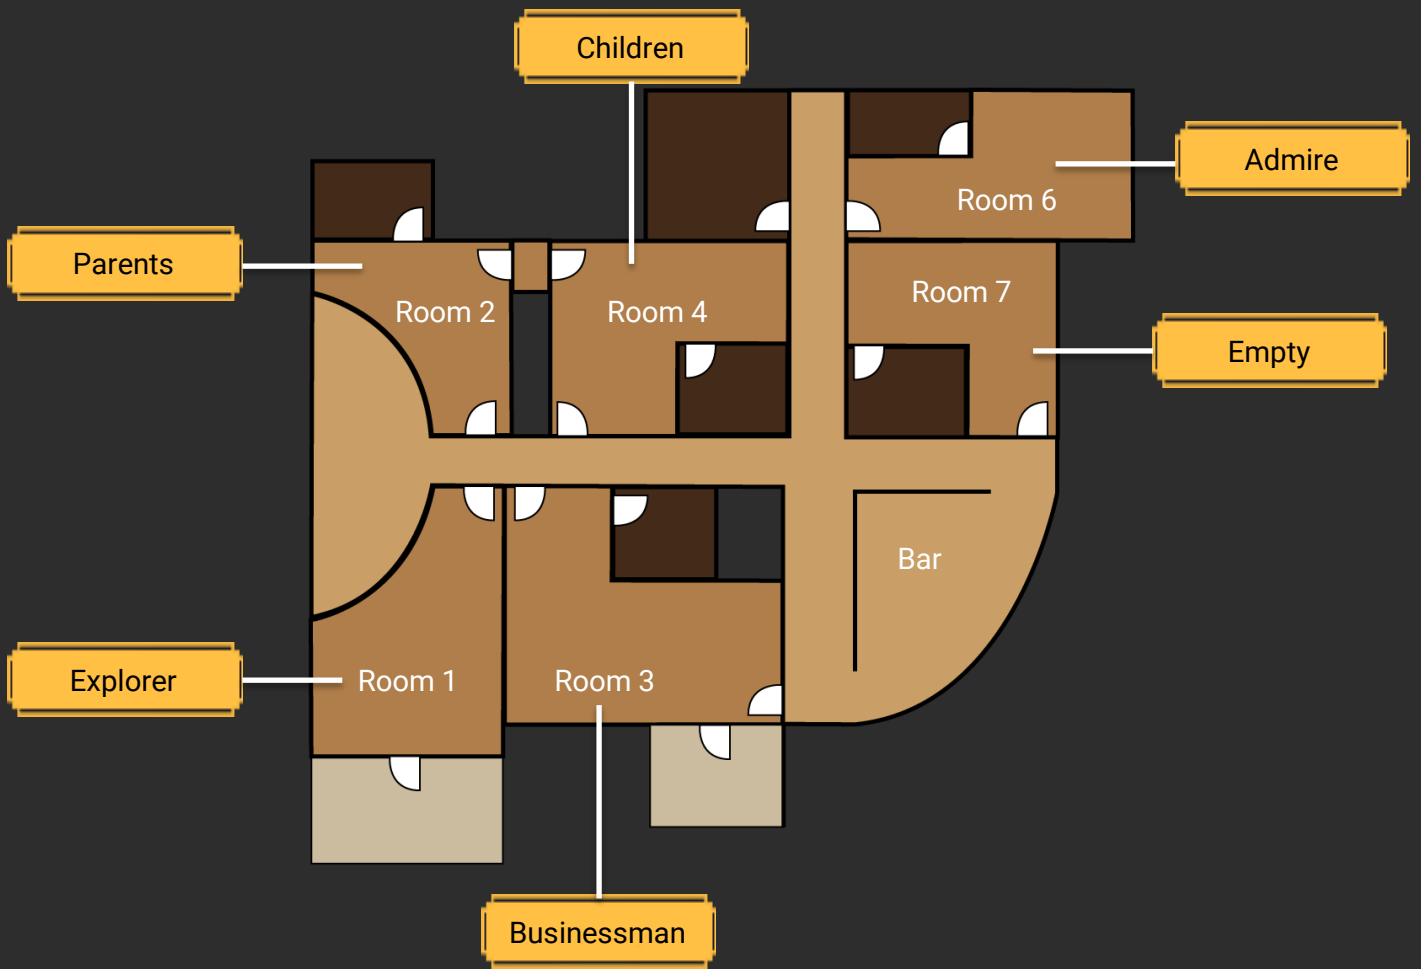 Children
Admire
Room 6
Parents
Room 7
Room 2
Room 4
Empty
Bar
Explorer
Room 1
Room 3
Businessman